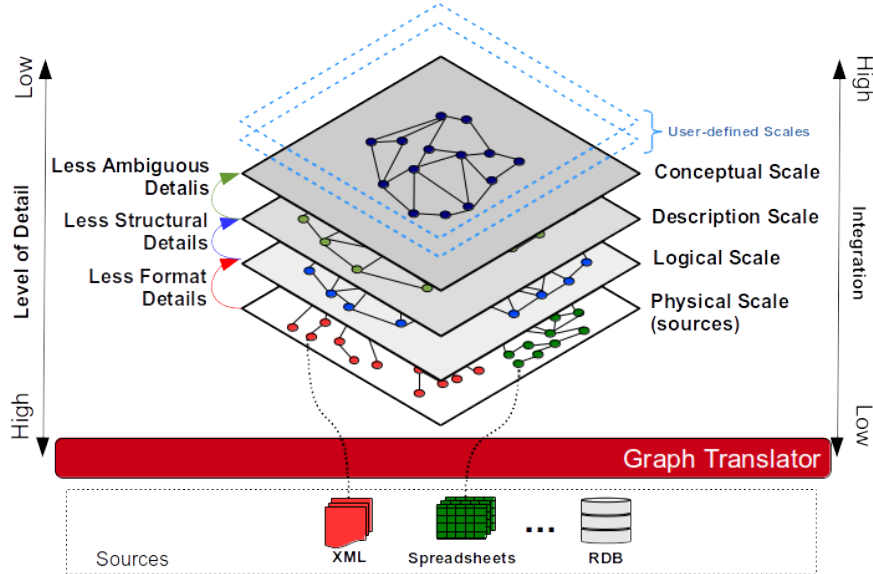 Low
High
User-defined Scales
Less Ambiguous
Detalis
Conceptual Scale
Less Structural
Details
Description Scale
Level of Detail
Integration
Less Format
Details
Logical Scale
Physical Scale
(sources)
High
Low
Graph Translator
...
XML
Spreadsheets
RDB
Sources